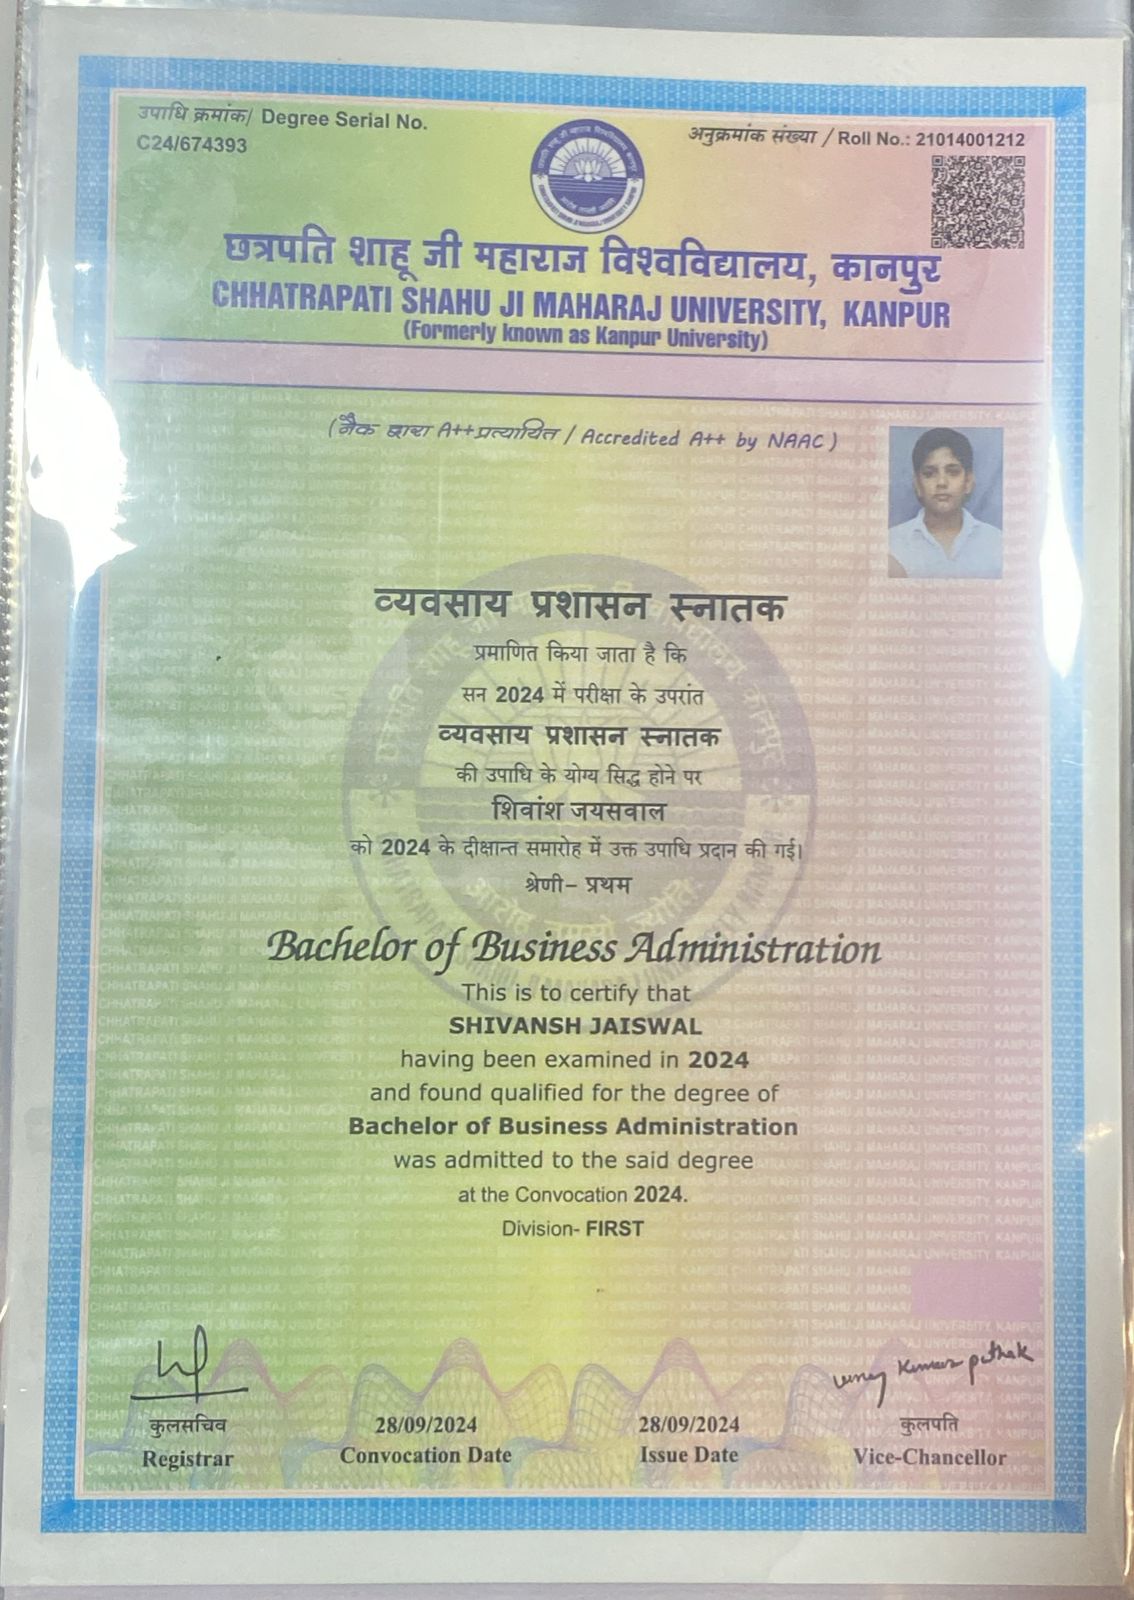 उपाधि क्रमांक/ Degree Serial No.
C24/674393
अनुक्रमांक संख्या / Roll No.: 21014001212
छत्रपति शाहू जी महाराज विश्वविद्यालय, कानपुर
CHHATRAPATI SHAHU JI MAHARAJ UNIVERSITY, KANPUR
(Formerly known as Kanpur University)
(नैक द्वारा A++ प्रत्यायित / Accredited A++ by NAAC)
व्यवसाय प्रशासन स्नातक
प्रमाणित किया जाता है कि
सन 2024 में परीक्षा के उपरांत
व्यवसाय प्रशासन स्नातक
की उपाधि के योग्य सिद्ध होने पर
शिवांश जयसवाल
को 2024 के दीक्षान्त समारोह में उक्त उपाधि प्रदान की गई।
श्रेणी- प्रथम
Bachelor of Business Administration
This is to certify that
SHIVANSH JAISWAL
having been examined in 2024
and found qualified for the degree of
Bachelor of Business Administration
was admitted to the said degree
at the Convocation 2024.
Division- FIRST
Kumar pathak
कुलसचिव
Registrar
28/09/2024
Convocation Date
28/09/2024
Issue Date
कुलपति
Vice-Chancellor